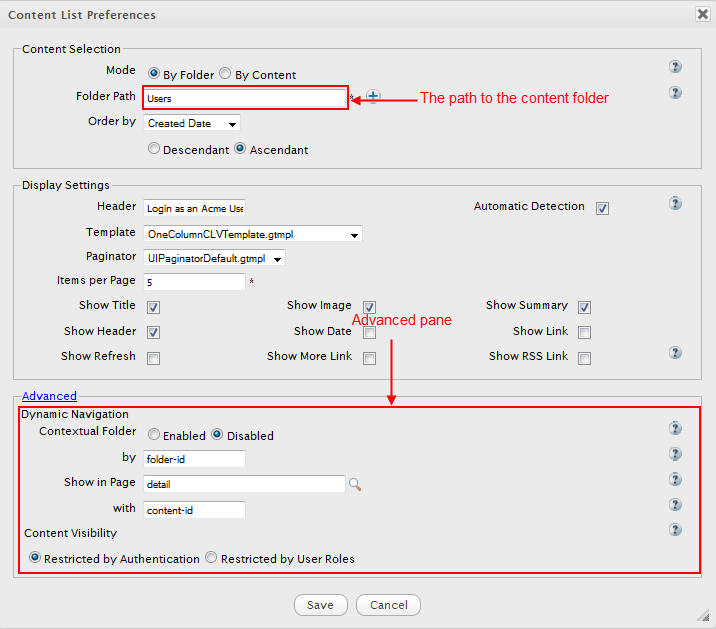 Content List Preferences
Content Selection
Mode By Folder By Content
Folder Path Users * The path to the content folder
Order by Created Date
Descendant Ascendant
Display Settings
Header Login as an Acme Use Automatic Detection
Template OneColumnCLVTemplate.gtmpl
Paginator UIPaginatorDefault.gtmpl
Items per Page 5 *
Show Title Show Image Show Summary
Advanced pane
Show Header Show Date Show Link
Show Refresh Show More Link Show RSS Link
Advanced
Dynamic Navigation
Contextual Folder Enabled Disabled
by folder-id
Show in Page detail
with content-id
Content Visibility
Restricted by Authentication Restricted by User Roles
Save Cancel